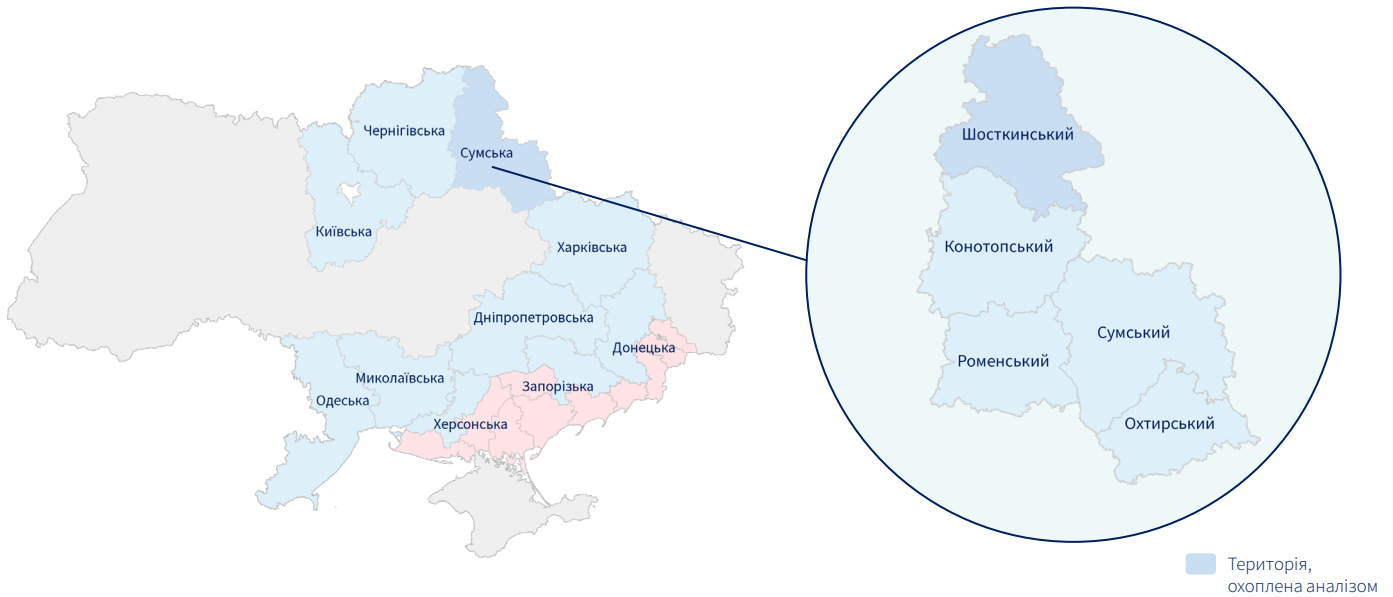 Чернігівська
Сумська
Київська
Харківська
Дніпропетровська
Донецька
Миколаївська
Запорізька
Одеська
Херсонська
Шосткинський
Конотопський
Сумський
Роменський
Охтирський
Територія,
охоплена аналізом